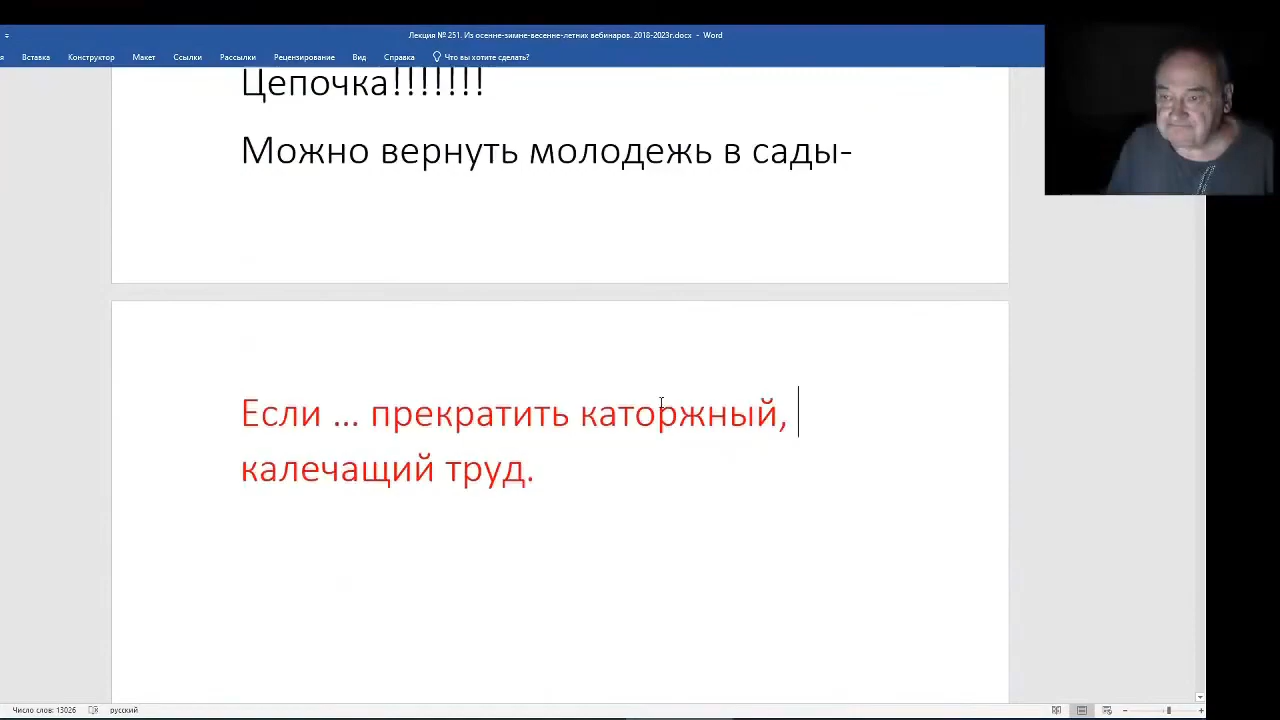 Лекция № 251. Из осенне-зимне-весенне-летних вебинаров. 2018-2023г.docx - Word
Вставка Конструктор Макет Ссылки Рассылки Рецензирование Вид Справка Что вы хотите сделать?
Цепочка!!!!!!!
Можно вернуть молодежь в сады-
Если ... прекратить каторжный,
калечащий труд.
Число слов: 13026 русский